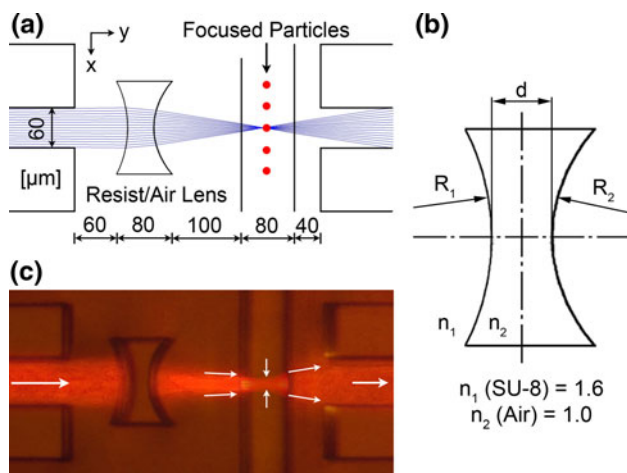 (a)
y
x
Focused Particles
60
[μm]
Resist/Air Lens
60 80 100 80 40
(b)
d
R1 R2
n1 n2
n1 (SU-8) = 1.6
n2 (Air) = 1.0
(c)